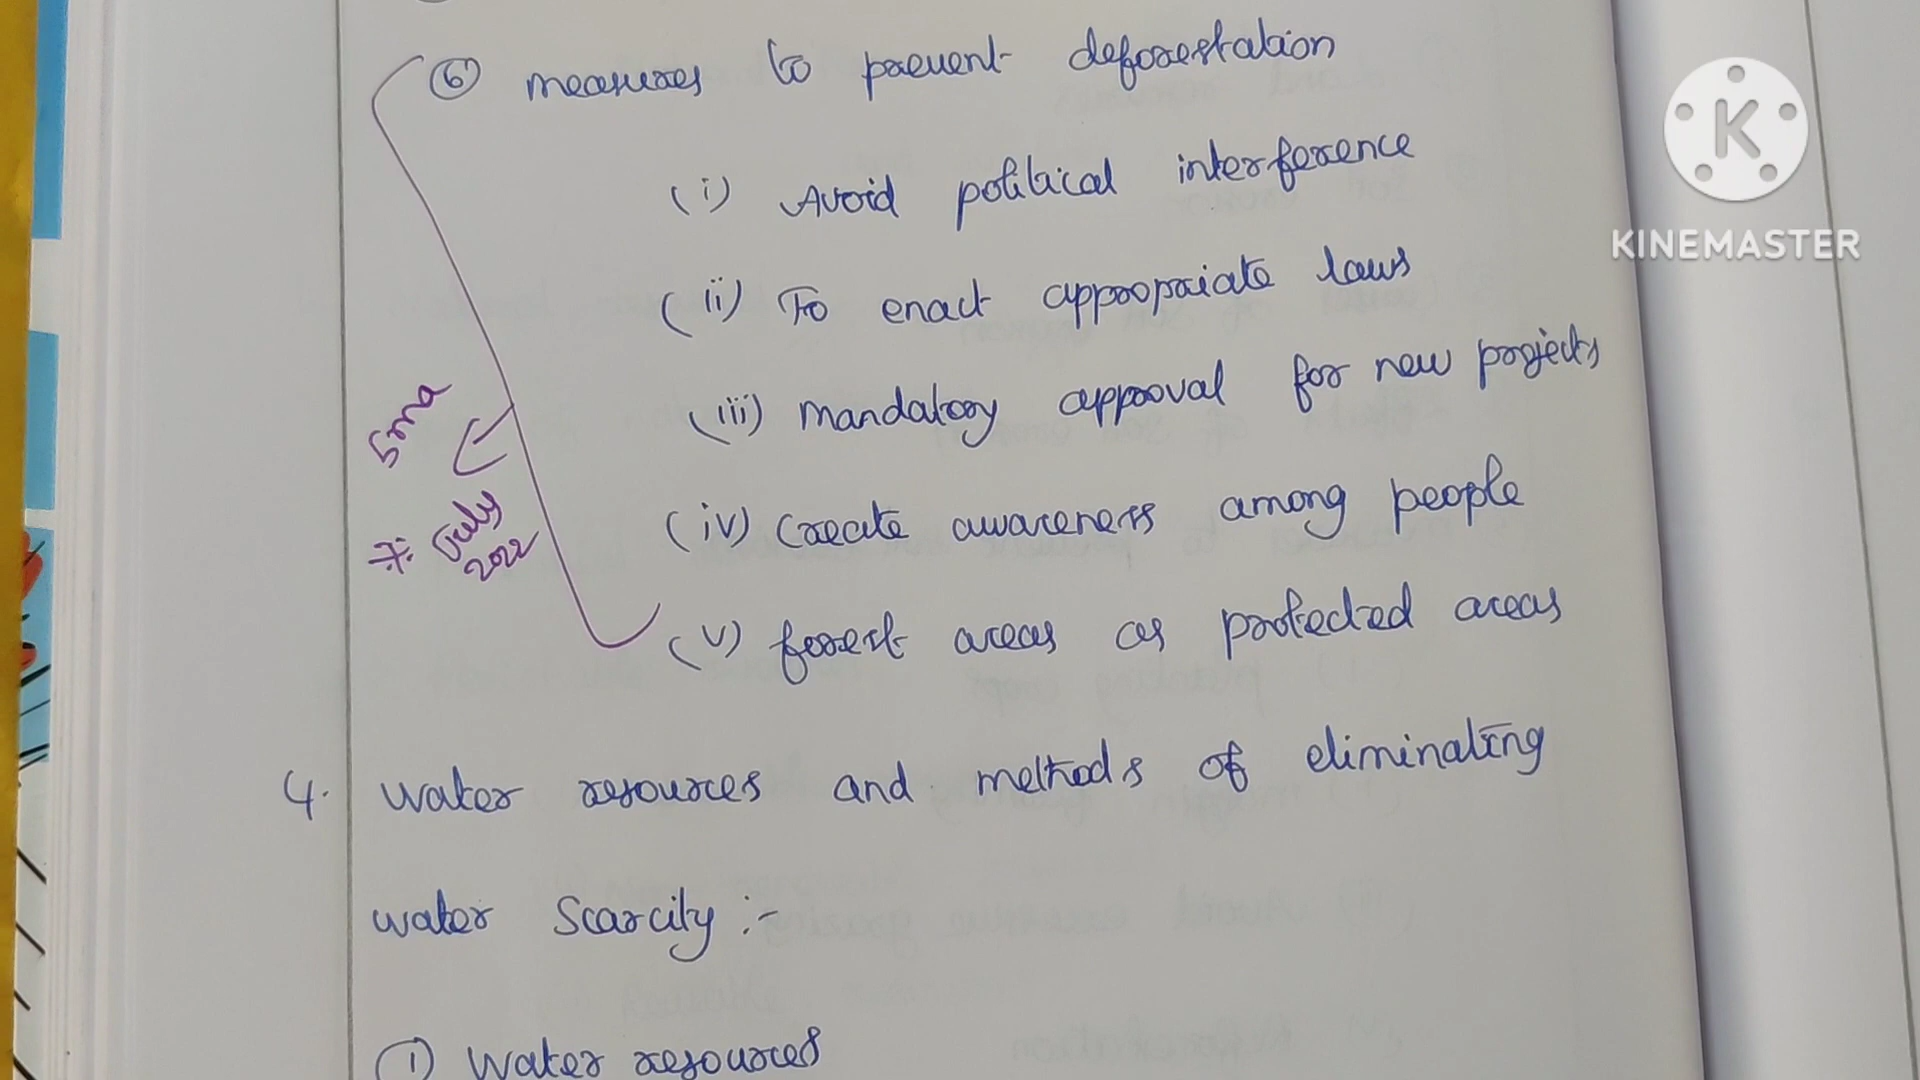 ⑥ measures to prevent deforestation
(i) Avoid political interference
(ii) To enact appropriate laws
(iii) Mandatory approval for new projects
(iv) Create awareness among people
(v) forest areas as protected areas
5ma
July
2022
4. Water resources and methods of eliminating
water Scarcity :-
① Water resources
K
KINEMASTER